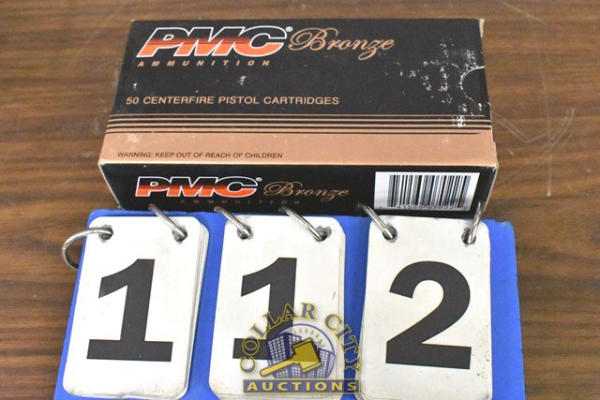 PMC® Bronze
AMMUNITION
50 CENTERFIRE PISTOL CARTRIDGES
WARNING: KEEP OUT OF REACH OF CHILDREN
PMC® Bronze
AMMUNITION
1 1 2
COLLAR CITY
AUCTIONS